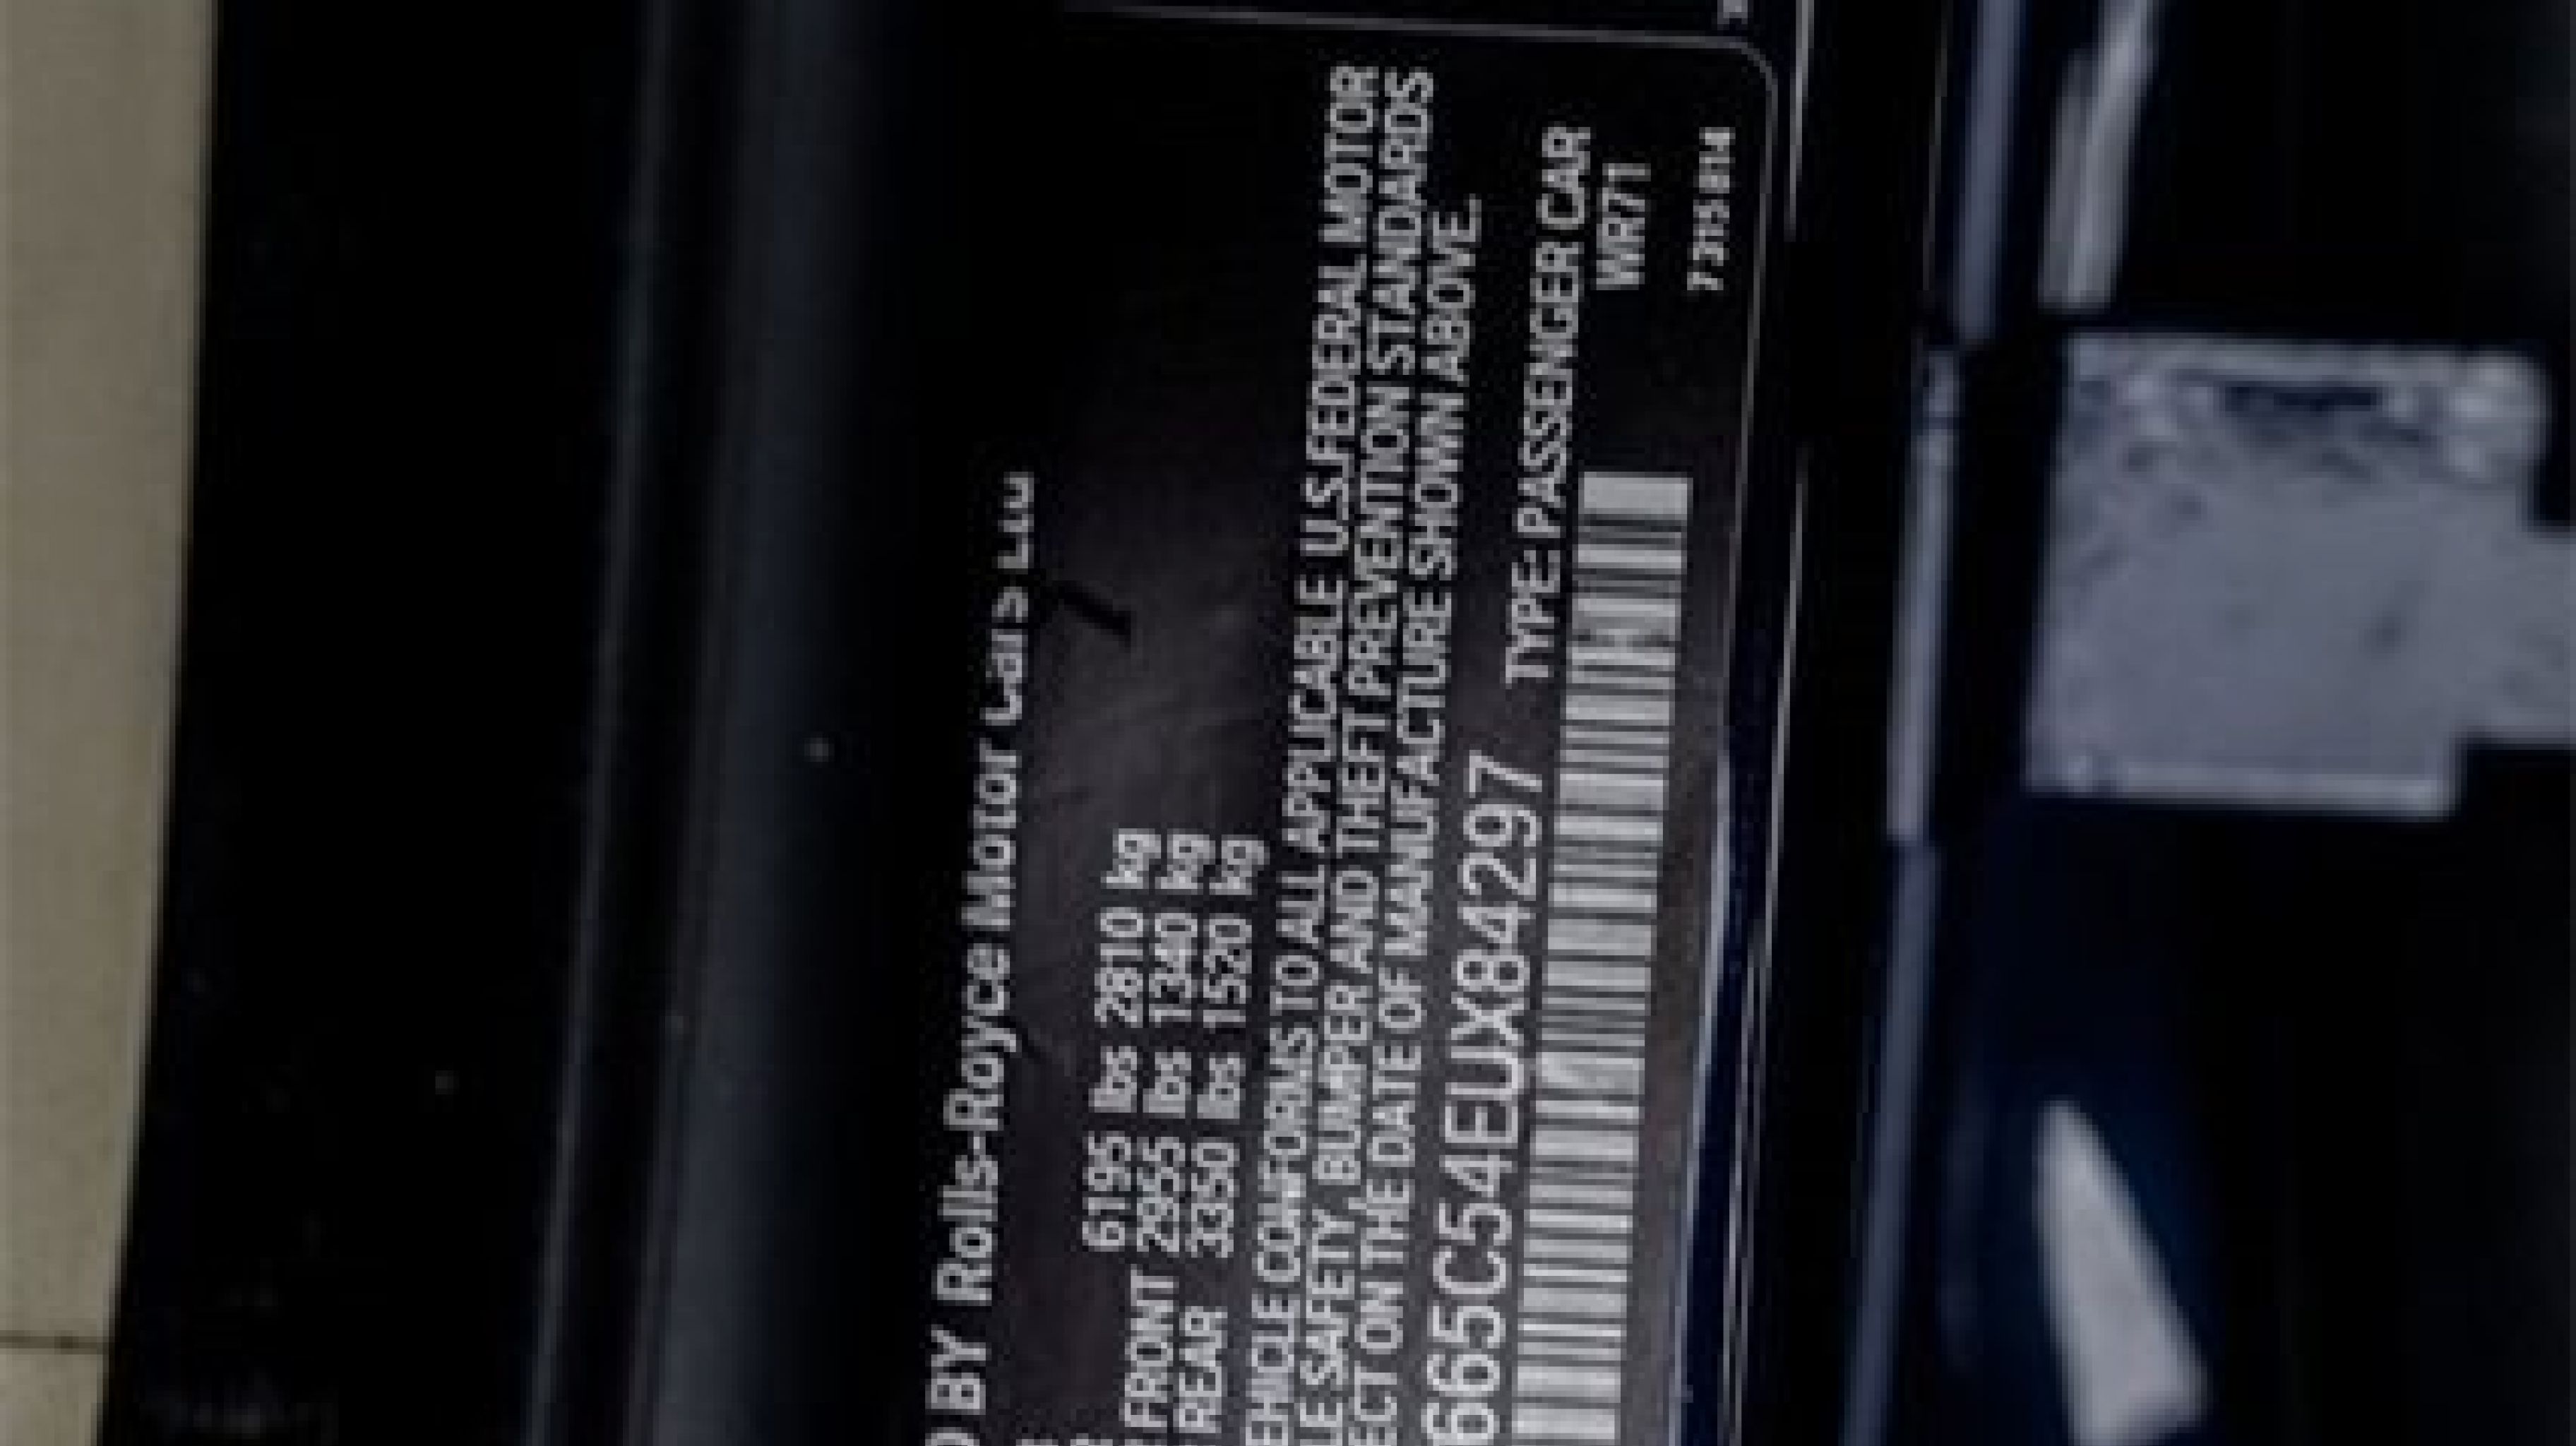 D BY Rolls-Royce Motor Cars Ltd
6195 lbs 2810 kg
FRONT 2955 lbs 1340 kg
REAR 3350 lbs 1520 kg
EHICLE CONFORMS TO ALL APPLICABLE U.S.FEDERAL MOTOR
LE SAFETY, BUMPER AND THEFT PREVENTION STANDARDS
ECT ON THE DATE OF MANUFACTURE SHOWN ABOVE.
665C54EUX84297 TYPE: PASSENGER CAR
WR71